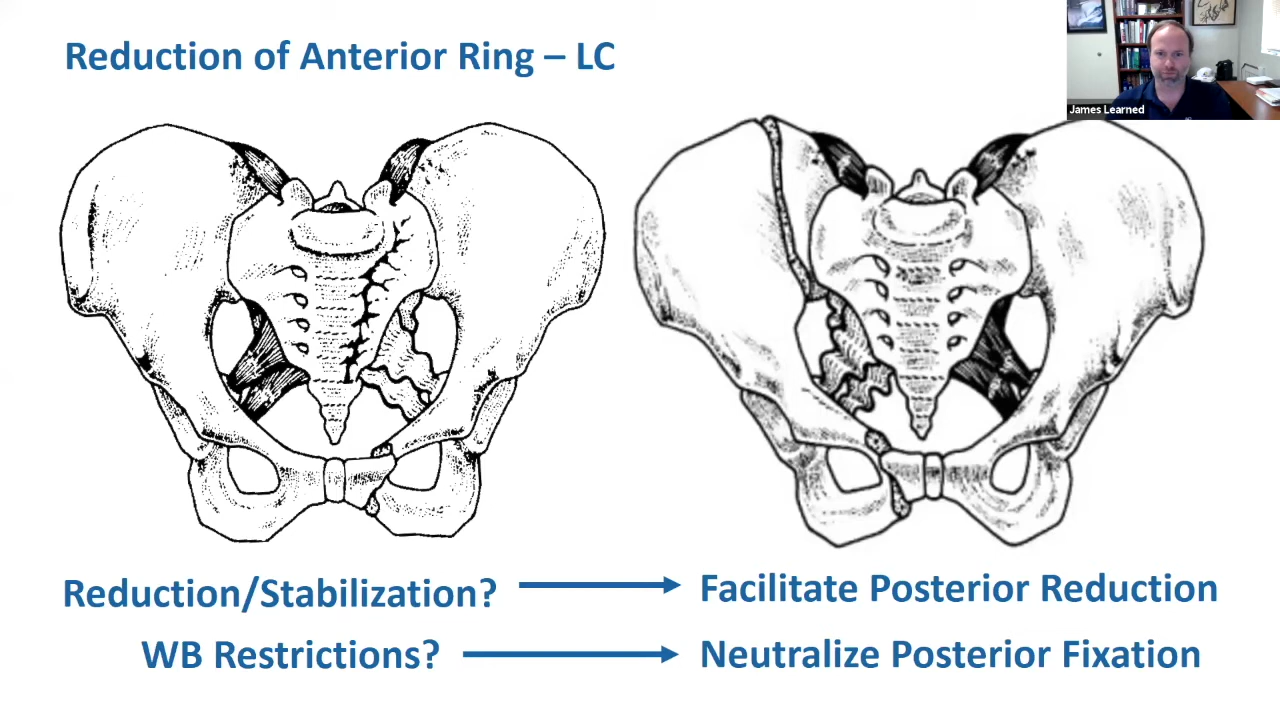 Reduction of Anterior Ring – LC
James Learned
Reduction/Stabilization?
Facilitate Posterior Reduction
WB Restrictions?
Neutralize Posterior Fixation